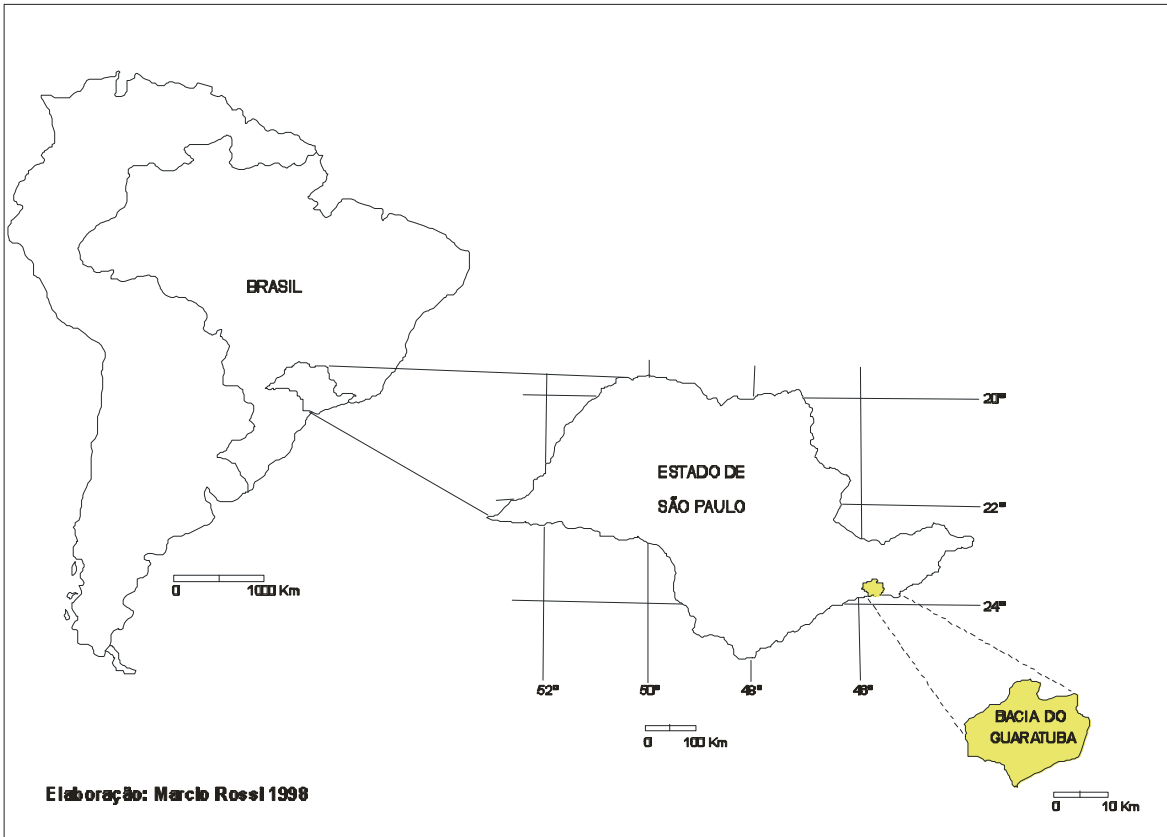 BRASIL
ESTADO DE
SÃO PAULO
20º
22º
24º
52º
50º
48º
46º
0 1000 Km
0 100 Km
BACIA DO
GUARATUBA
0 10 Km
Elaboração: Marcio Rossi 1998